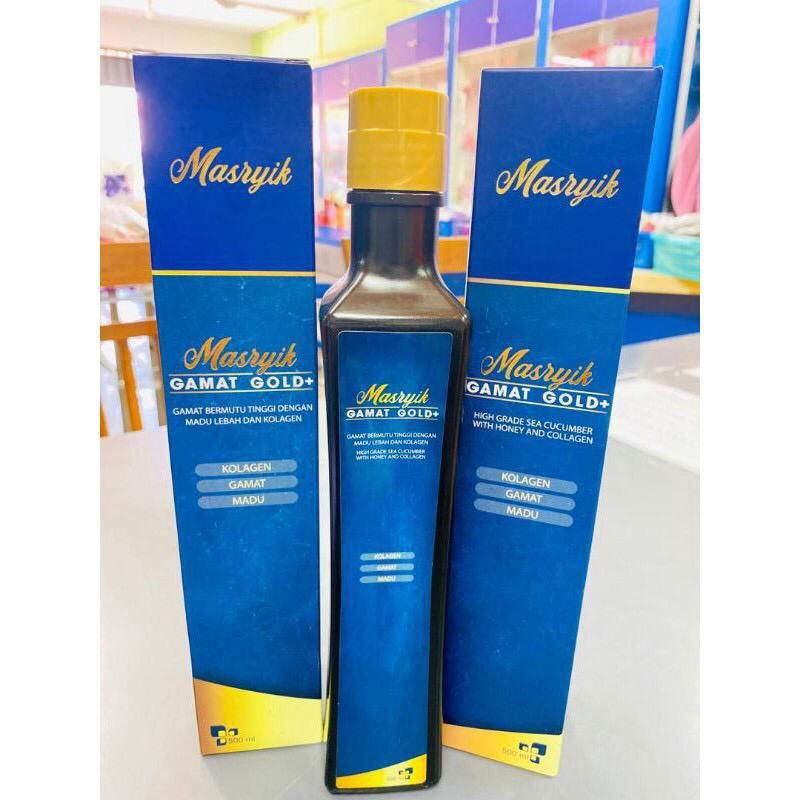 Masryik
Masryik
GAMAT GOLD+
GAMAT BERMUTU TINGGI DENGAN
MADU LEBAH DAN KOLAGEN
KOLAGEN
GAMAT
MADU
500 ml
Masryik
GAMAT GOLD+
GAMAT BERMUTU TINGGI DENGAN
MADU LEBAH DAN KOLAGEN
HIGH GRADE SEA CUCUMBER
WITH HONEY AND COLLAGEN
KOLAGEN
GAMAT
MADU
500 ml
Masryik
Masryik
GAMAT GOLD+
HIGH GRADE SEA CUCUMBER
WITH HONEY AND COLLAGEN
KOLAGEN
GAMAT
MADU
500 ml